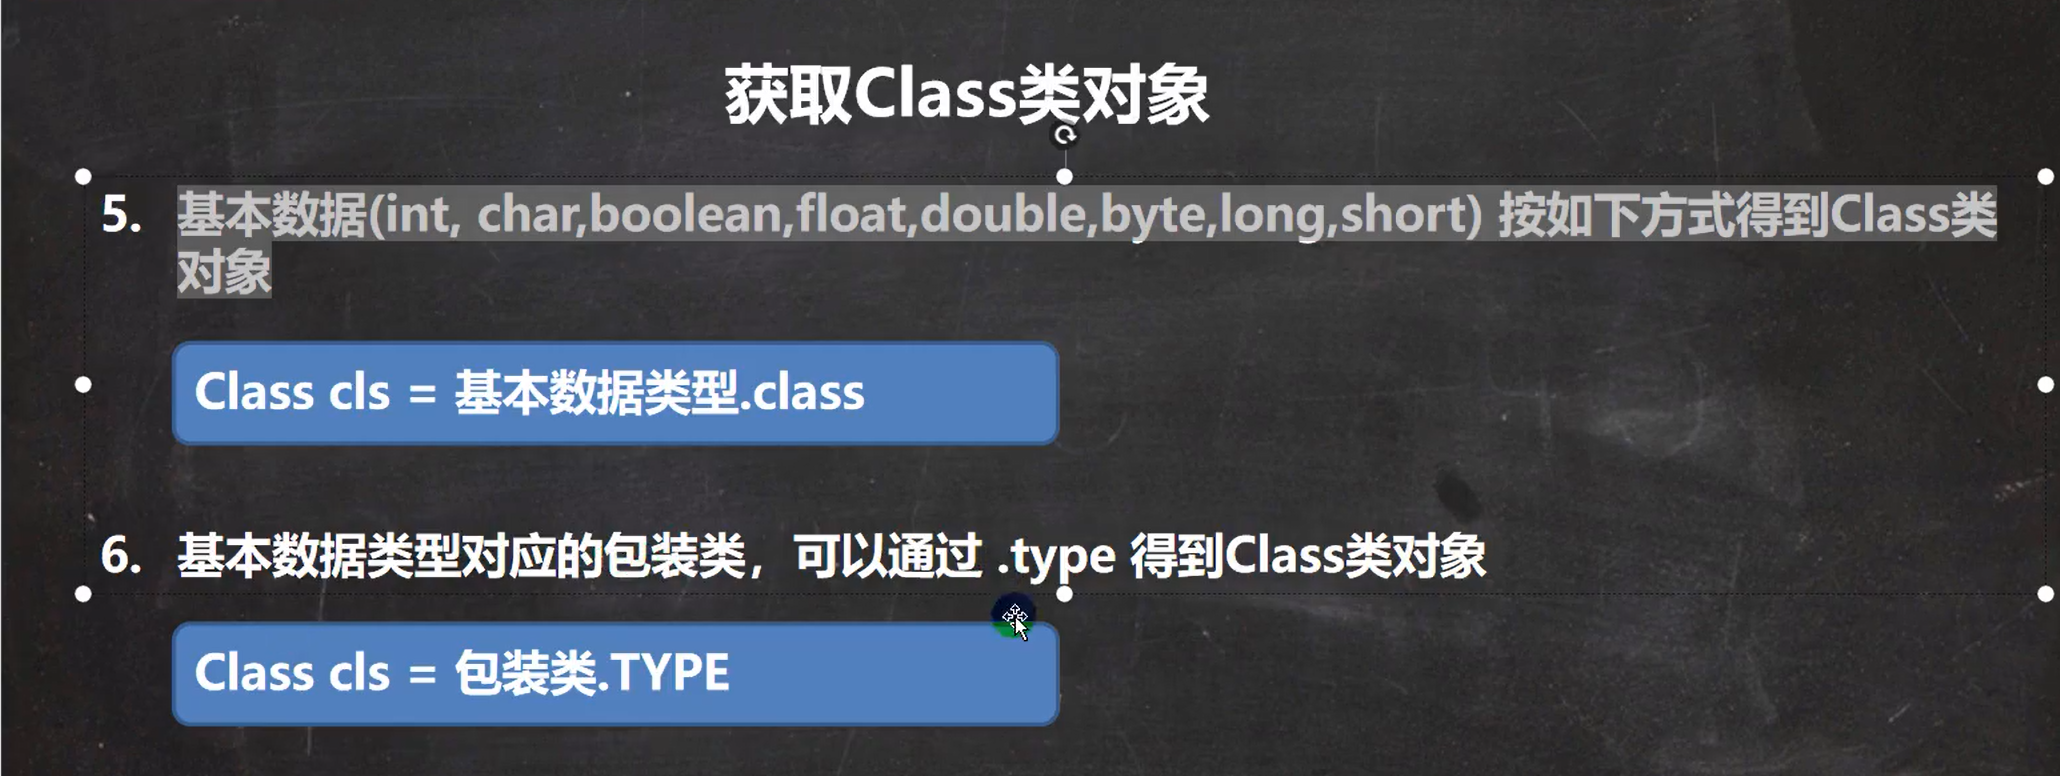 获取Class类对象
5. 基本数据(int, char,boolean,float,double,byte,long,short) 按如下方式得到Class类
对象
Class cls = 基本数据类型.class
6. 基本数据类型对应的包装类，可以通过 .type 得到Class类对象
Class cls = 包装类.TYPE